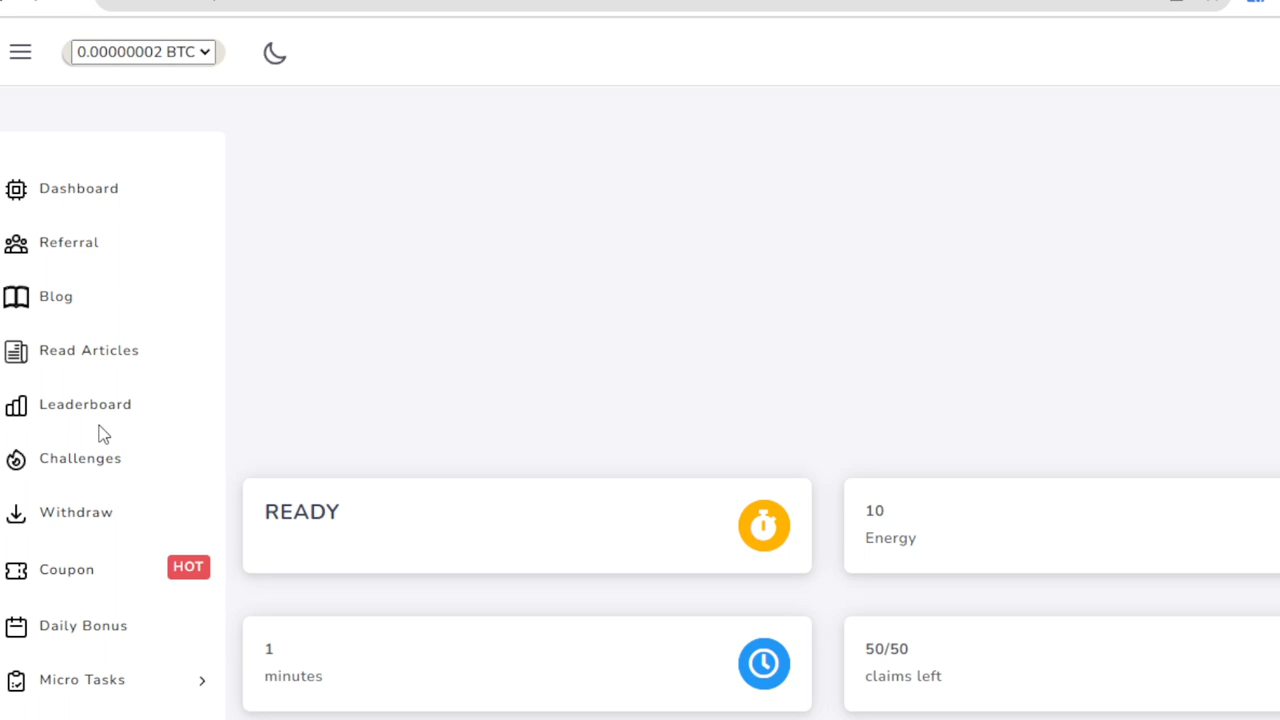 0.00000002 BTC
Dashboard
Referral
Blog
Read Articles
Leaderboard
Challenges
Withdraw
Coupon
HOT
Daily Bonus
Micro Tasks
READY
10
Energy
1
minutes
50/50
claims left